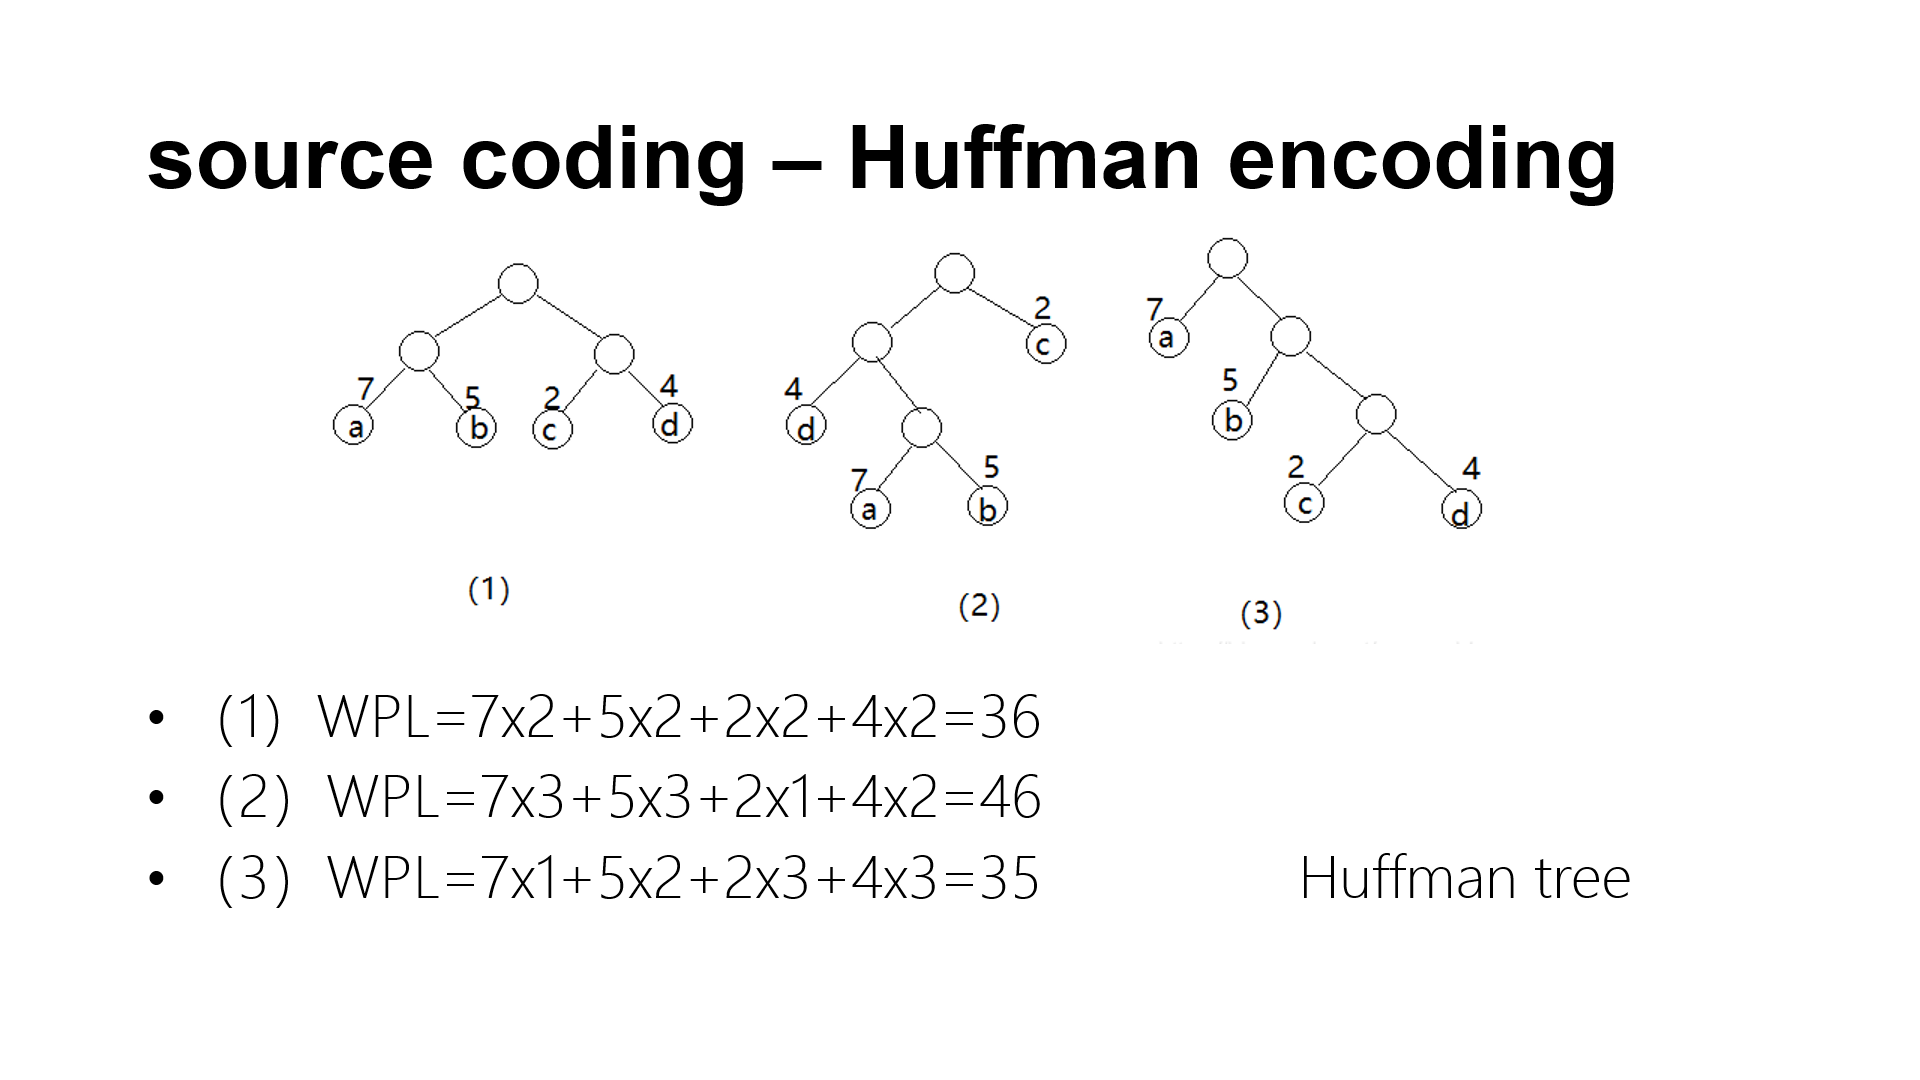 source coding – Huffman encoding
7 a 5 b 2 c 4 d
2 c 4 d 7 a 5 b
7 a 5 b 2 c 4 d
(1)
(2)
(3)
• (1) WPL=7x2+5x2+2x2+4x2=36
• (2) WPL=7x3+5x3+2x1+4x2=46
• (3) WPL=7x1+5x2+2x3+4x3=35 Huffman tree